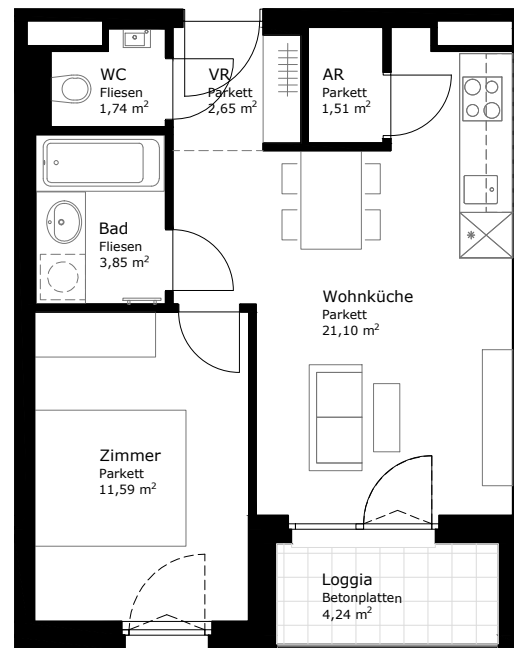 WC
Fliesen
1,74 m²
VR
Parkett
2,65 m²
AR
Parkett
1,51 m²
Bad
Fliesen
3,85 m²
Wohnküche
Parkett
21,10 m²
Zimmer
Parkett
11,59 m²
Loggia
Betonplatten
4,24 m²